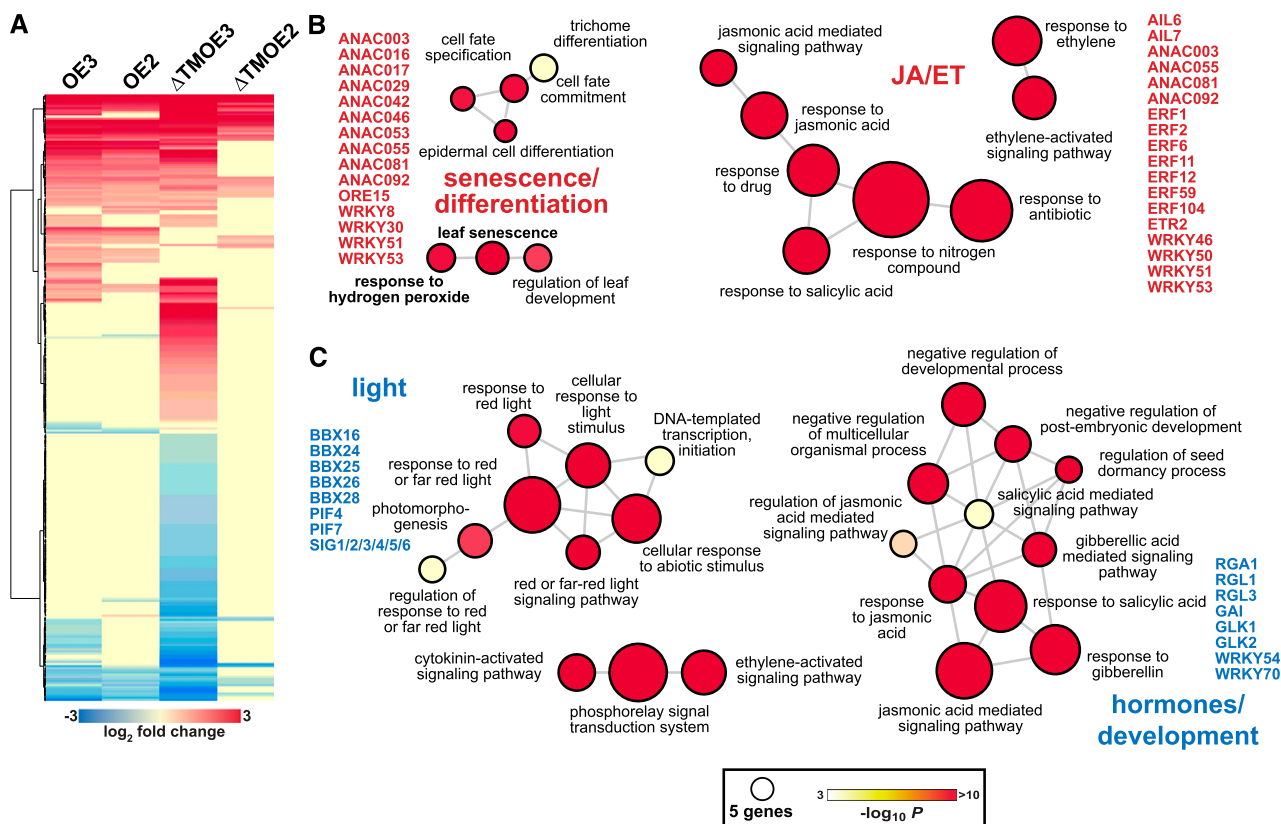 A
OE3
OE2
ΔTMOE3
ΔTMOE2
-3
3
log2 fold change
B
ANAC003
ANAC016
ANAC017
ANAC029
ANAC042
ANAC046
ANAC053
ANAC055
ANAC081
ANAC092
ORE15
WRKY8
WRKY30
WRKY51
WRKY53
cell fate
specification
trichome
differentiation
cell fate
commitment
epidermal cell differentiation
senescence/
differentiation
leaf senescence
response to
hydrogen peroxide
regulation of leaf
development
jasmonic acid mediated
signaling pathway
JA/ET
response to
jasmonic acid
response
to drug
response to nitrogen
compound
response to
antibiotic
response to salicylic acid
response to
ethylene
ethylene-activated
signaling pathway
AIL6
AIL7
ANAC003
ANAC055
ANAC081
ANAC092
ERF1
ERF2
ERF6
ERF11
ERF12
ERF59
ERF104
ETR2
WRKY46
WRKY50
WRKY51
WRKY53
C
light
BBX16
BBX24
BBX25
BBX26
BBX28
PIF4
PIF7
SIG1/2/3/4/5/6
response to
red light
cellular
response to
light
stimulus
DNA-templated
transcription,
initiation
response to red
or far red light
photomorpho-
genesis
regulation of
response to red
or far red light
red or far-red light
signaling pathway
cellular response
to abiotic stimulus
cytokinin-activated
signaling pathway
phosphorelay signal
transduction system
ethylene-activated
signaling pathway
negative regulation of
developmental process
negative regulation
of multicellular
organismal process
negative regulation of
post-embryonic development
regulation of seed
dormancy process
salicylic acid mediated
signaling pathway
regulation of jasmonic
acid mediated
signaling pathway
gibberellic acid
mediated signaling
pathway
response
to jasmonic
acid
response to salicylic acid
response to
gibberellin
jasmonic acid mediated
signaling pathway
RGA1
RGL1
RGL3
GAI
GLK1
GLK2
WRKY54
WRKY70
hormones/
development
5 genes
3
>10
-log10 P